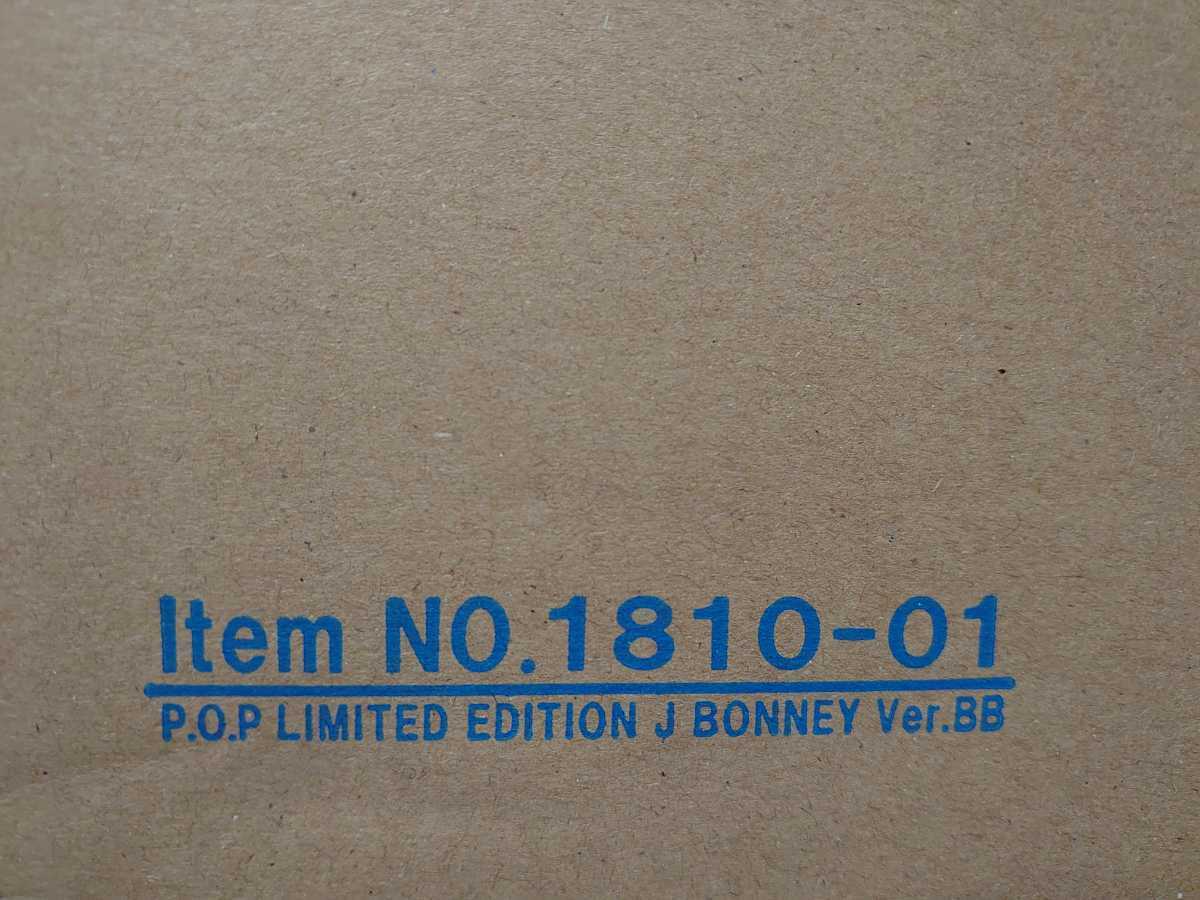 Item NO.1810-01
P.O.P LIMITED EDITION J BONNEY Ver.BB